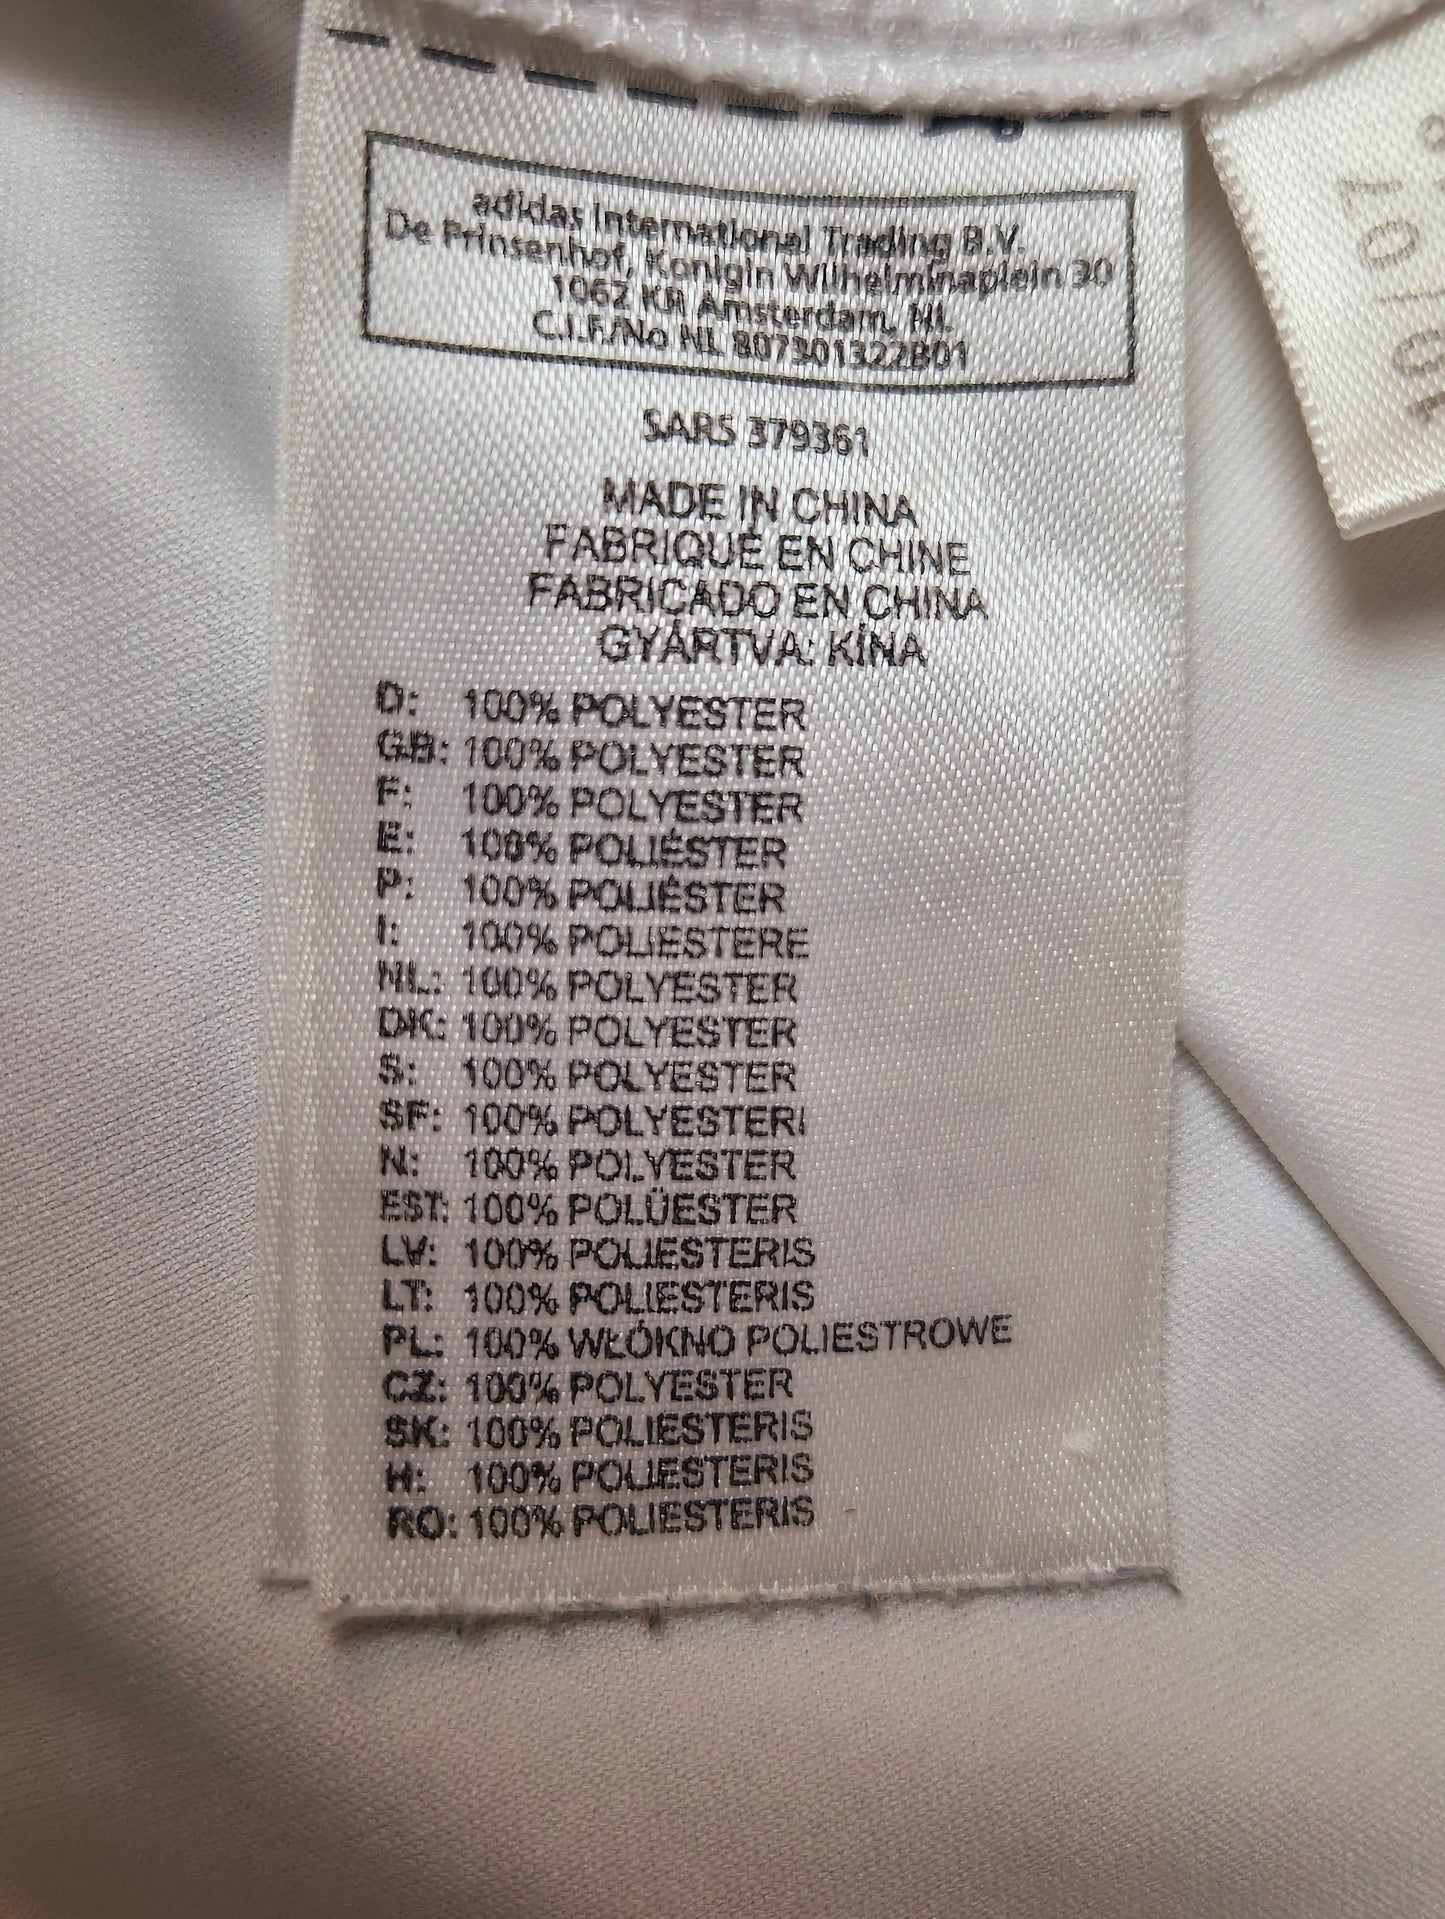 adidas International Trading B.V.
De Prinsenhof, Konigin Wilhelminaplein 30
1062 KR Amsterdam, NL
C.I.F./No NL 807301322B01
SARS 379361
MADE IN CHINA
FABRIQUÉ EN CHINE
FABRICADO EN CHINA
GYÁRTVA: KÍNA
D: 100% POLYESTER
GB: 100% POLYESTER
F: 100% POLYESTER
E: 100% POLIÉSTER
P: 100% POLIÉSTER
I: 100% POLIESTERE
NL: 100% POLYESTER
DK: 100% POLYESTER
S: 100% POLYESTER
SF: 100% POLYESTERI
N: 100% POLYESTER
EST: 100% POLÜESTER
LV: 100% POLIESTERIS
LT: 100% POLIESTERIS
PL: 100% WŁÓKNO POLIESTROWE
CZ: 100% POLYESTER
SK: 100% POLIESTERIS
H: 100% POLIESTERIS
RO: 100% POLIESTERIS